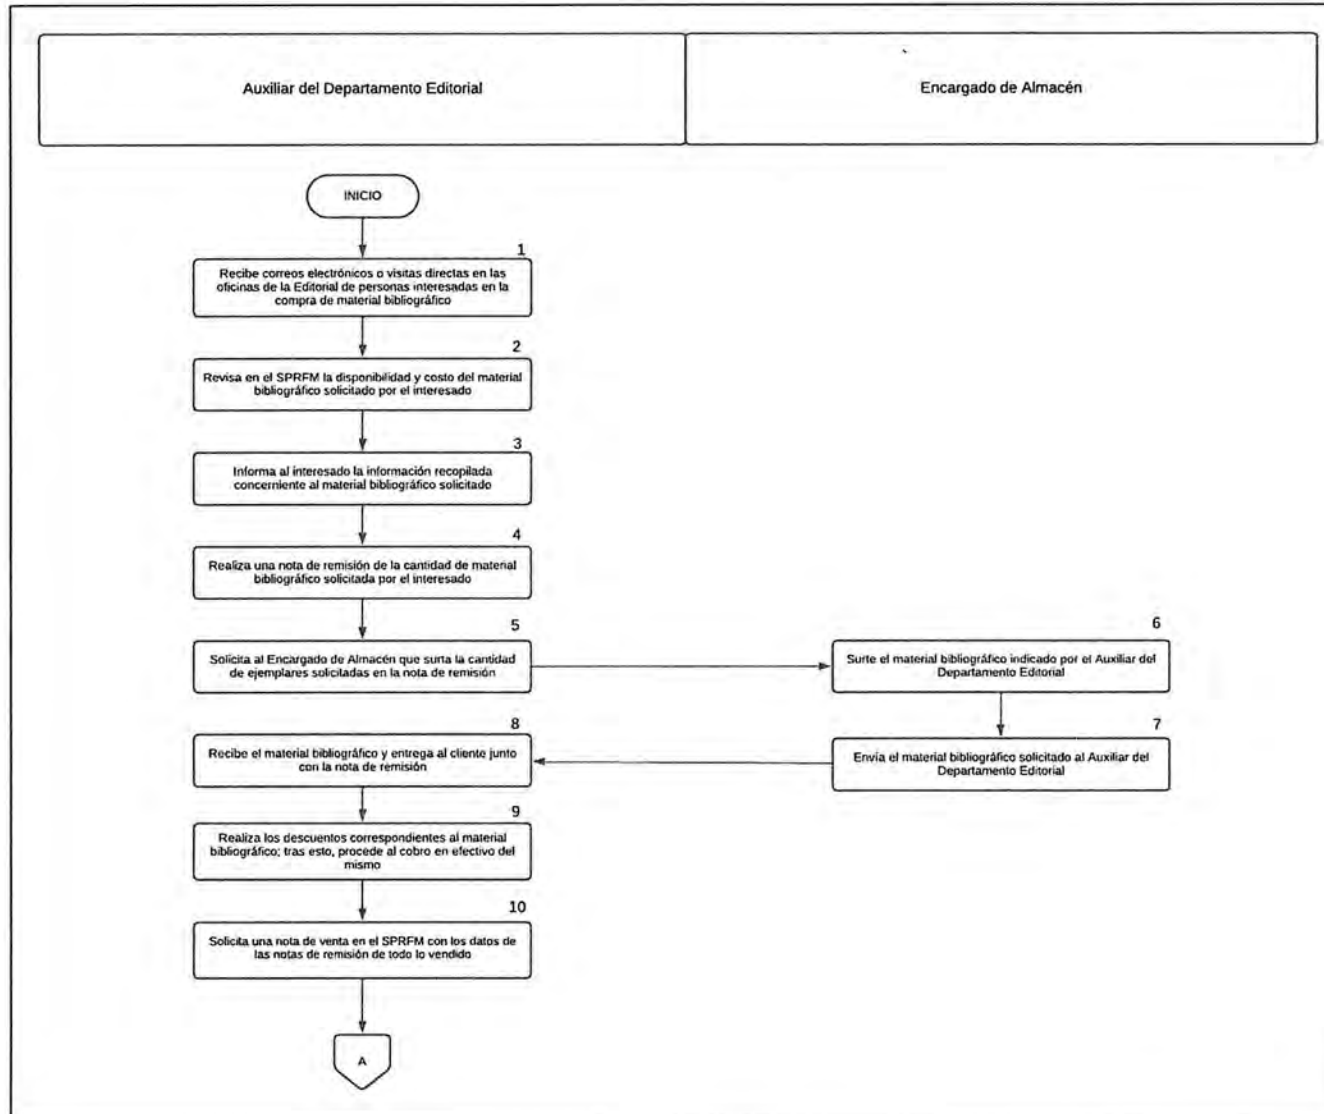 Auxiliar del Departamento Editorial
Encargado de Almacén
INICIO
1
Recibe correos electrónicos o visitas directas en las
oficinas de la Editorial de personas interesadas en la
compra de material bibliográfico
2
Revisa en el SPRFM la disponibilidad y costo del material
bibliográfico solicitado por el interesado
3
Informa al interesado la información recopilada
concerniente al material bibliográfico solicitado
4
Realiza una nota de remisión de la cantidad de material
bibliográfico solicitada por el interesado
5
Solicita al Encargado de Almacén que surta la cantidad
de ejemplares solicitadas en la nota de remisión
6
Surte el material bibliográfico indicado por el Auxiliar del
Departamento Editorial
7
Envía el material bibliográfico solicitado al Auxiliar del
Departamento Editorial
8
Recibe el material bibliográfico y entrega al cliente junto
con la nota de remisión
9
Realiza los descuentos correspondientes al material
bibliográfico; tras esto, procede al cobro en efectivo del
mismo
10
Solicita una nota de venta en el SPRFM con los datos de
las notas de remisión de todo lo vendido
A